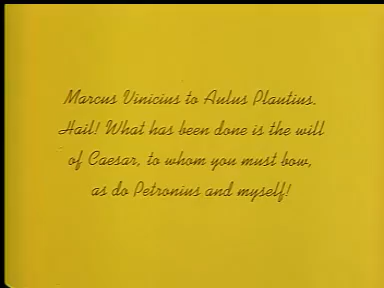 Marcus Vinicius to Aulus Plautius.
Hail! What has been done is the will
of Caesar, to whom you must bow,
as do Petronius and myself!